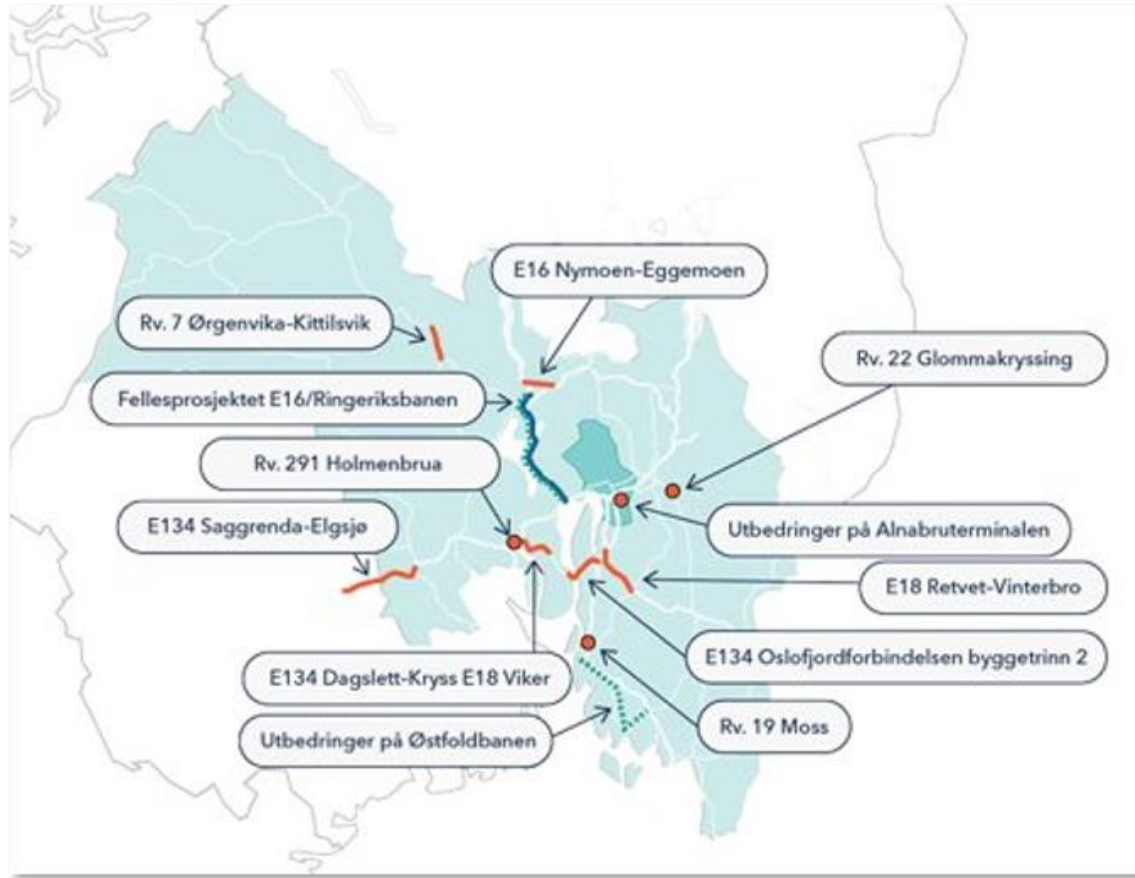 E16 Nymoen-Eggemoen
Rv. 7 Ørgenvika-Kittilsvik
Rv. 22 Glommakryssing
Fellesprosjektet E16/Ringeriksbanen
Rv. 291 Holmenbrua
E134 Saggrenda-Elgsjø
Utbedringer på Alnabruterminalen
E18 Retvet-Vinterbro
E134 Oslofjordforbindelsen byggetrinn 2
E134 Dagslett-Kryss E18 Viker
Rv. 19 Moss
Utbedringer på Østfoldbanen